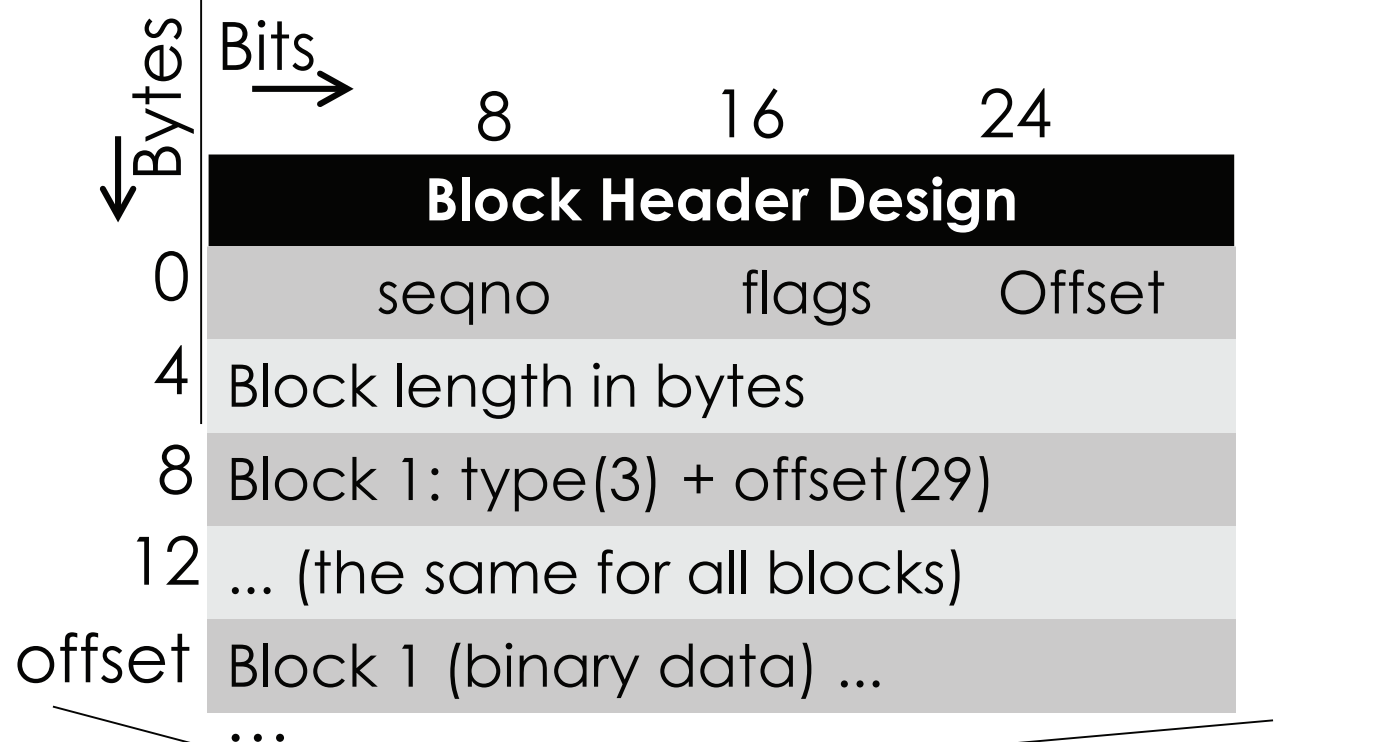 Bytes
Bits
8 16 24
Block Header Design
0 seqno flags Offset
4 Block length in bytes
8 Block 1: type(3) + offset(29)
12 ... (the same for all blocks)
offset Block 1 (binary data) ...
...